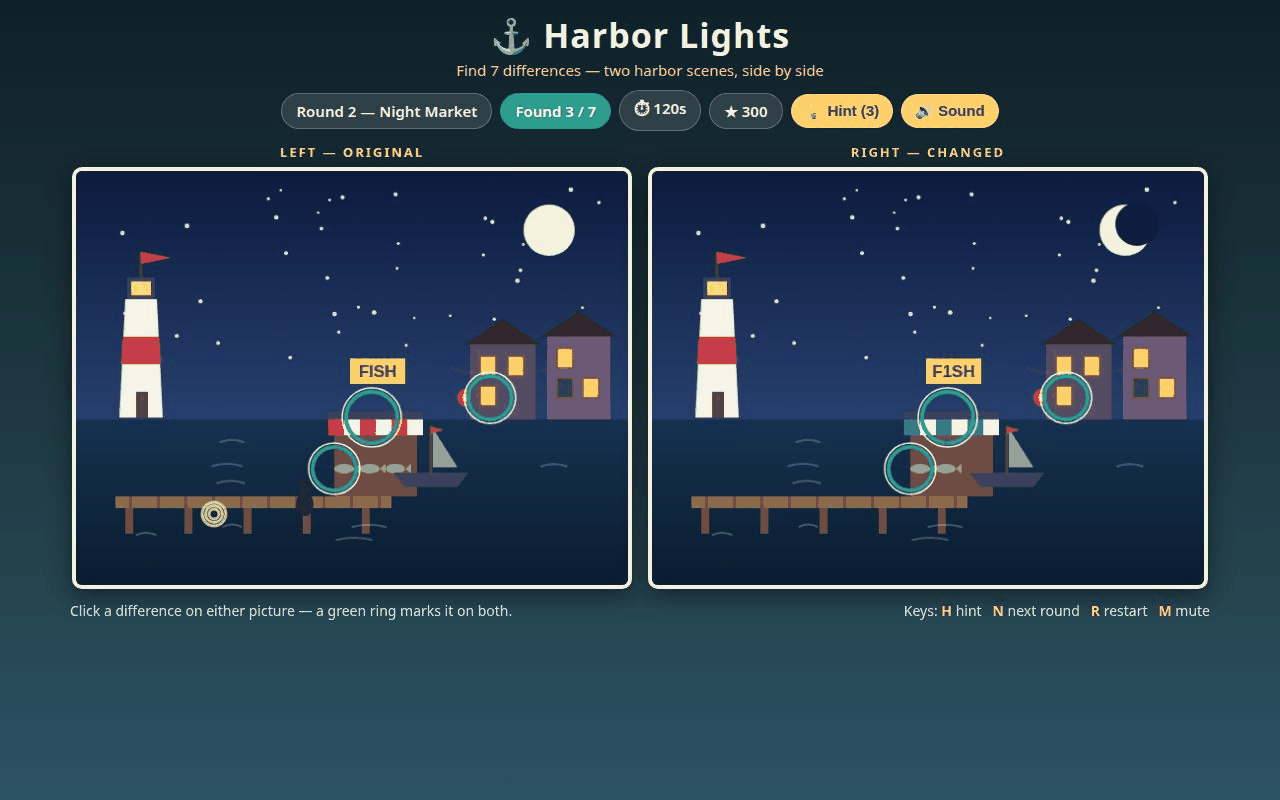 ⚓ Harbor Lights
Find 7 differences — two harbor scenes, side by side
Round 2 — Night Market
Found 3 / 7
⏱ 120s
★ 300
💡 Hint (3)
🔊 Sound
LEFT — ORIGINAL
RIGHT — CHANGED
FISH
F1SH
Click a difference on either picture — a green ring marks it on both.
Keys: H hint N next round R restart M mute